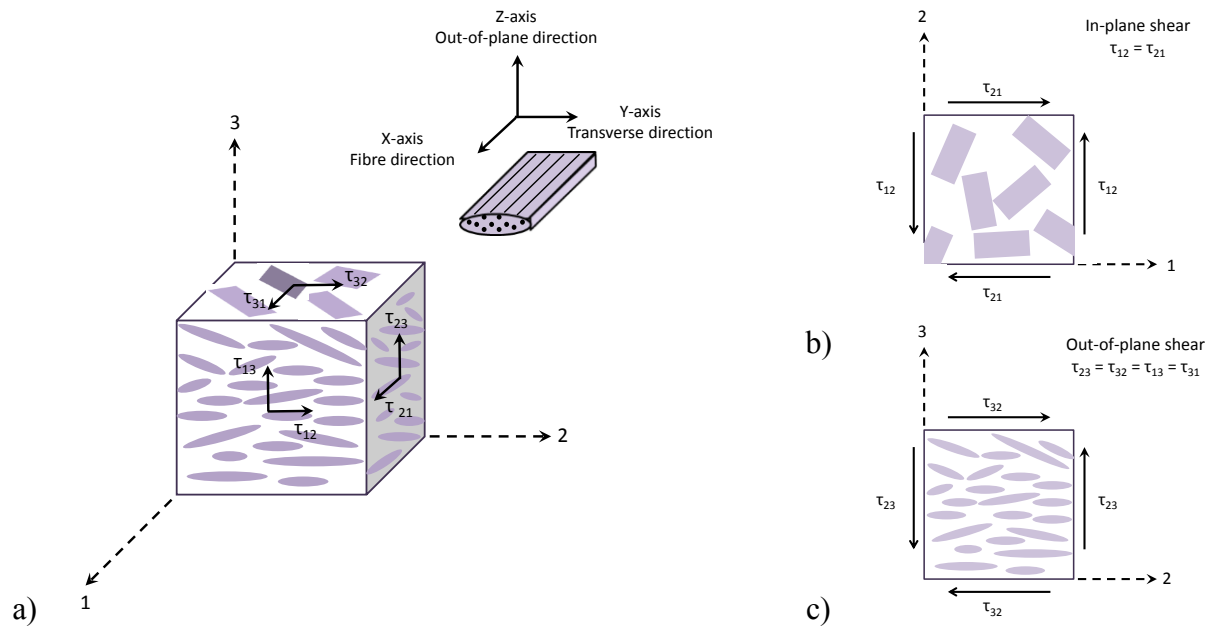 Z-axis
Out-of-plane direction
Y-axis
Transverse direction
X-axis
Fibre direction
3
τ32
τ31
τ23
τ13
τ21
τ12
2
1
a)
2
In-plane shear
τ12 = τ21
τ21
τ12
τ12
1
τ21
b)
3
Out-of-plane shear
τ23 = τ32 = τ13 = τ31
τ32
τ23
τ23
2
τ32
c)